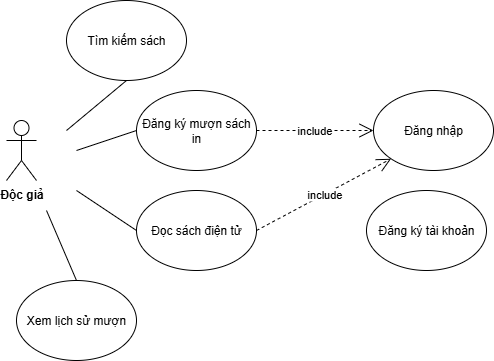 Tìm kiếm sách
Đăng ký mượn sách
in
include
Đăng nhập
Độc giả
include
Đọc sách điện tử
Đăng ký tài khoản
Xem lịch sử mượn